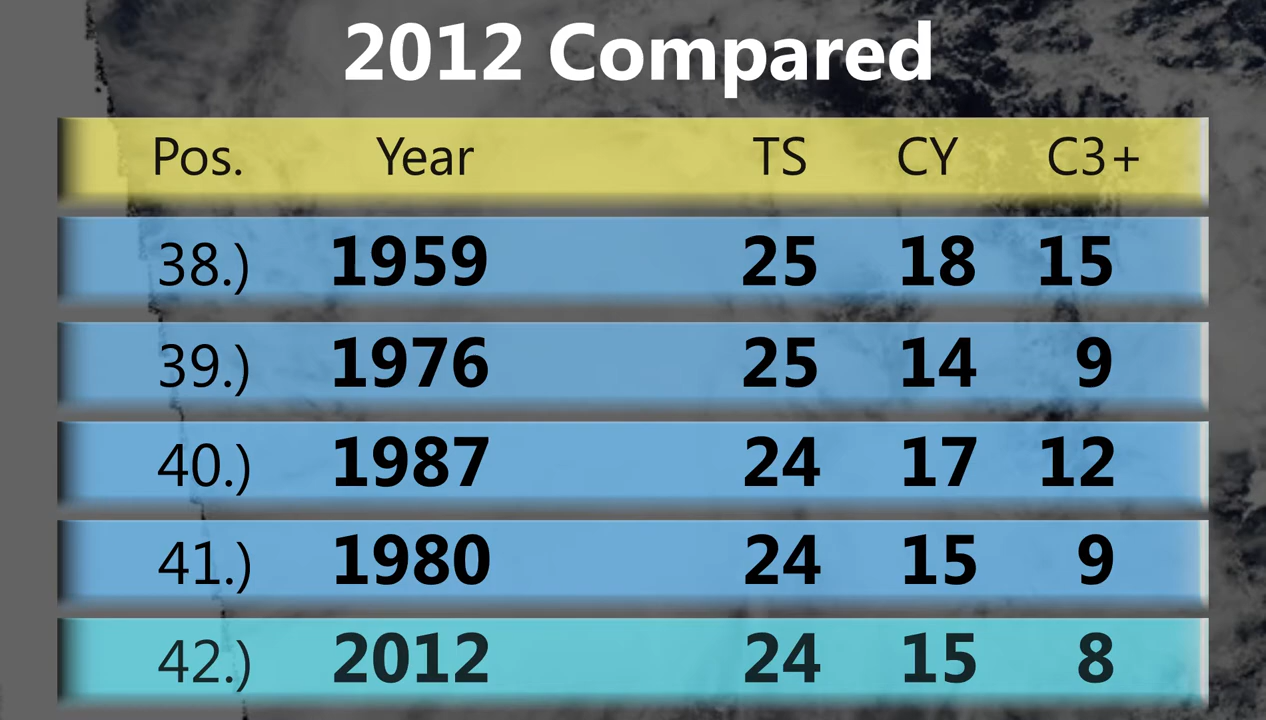 2012 Compared
Pos. Year TS CY C3+
38.) 1959 25 18 15
39.) 1976 25 14 9
40.) 1987 24 17 12
41.) 1980 24 15 9
42.) 2012 24 15 8